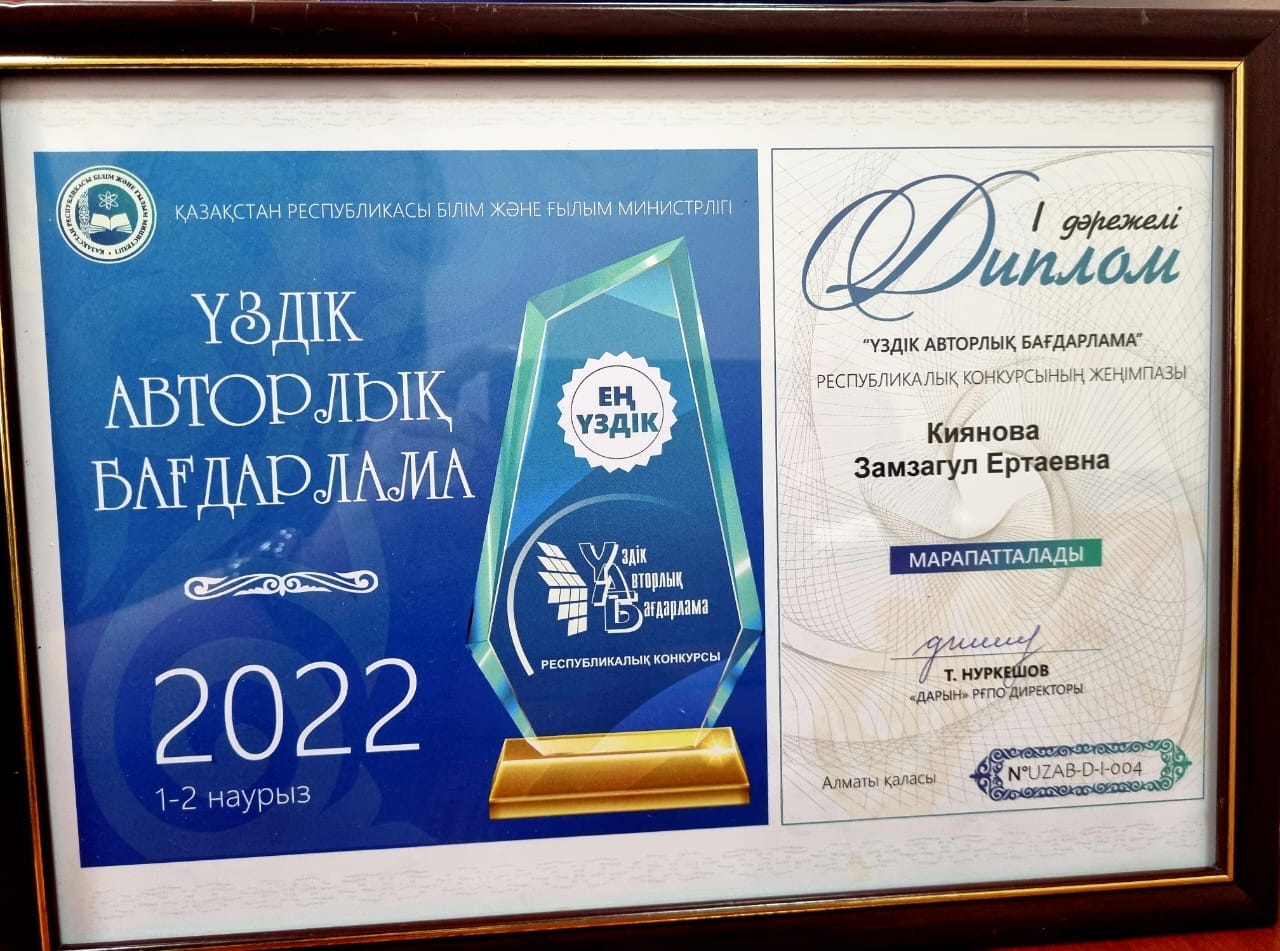 ҚАЗАҚСТАН РЕСПУБЛИКАСЫ БІЛІМ ЖӘНЕ ҒЫЛЫМ МИНИСТРЛІГІ
ҮЗДІК
АВТОРЛЫҚ
БАҒДАРЛАМА
2022
1-2 наурыз
ЕҢ
ҮЗДІК
Үздік
Авторлық
Бағдарлама
РЕСПУБЛИКАЛЫҚ КОНКУРСЫ
I дәрежелі
Диплом
“ҮЗДІК АВТОРЛЫҚ БАҒДАРЛАМА”
РЕСПУБЛИКАЛЫҚ КОНКУРСЫНЫҢ ЖЕҢІМПАЗЫ
Киянова
Замзагул Ертаевна
МАРАПАТТАЛАДЫ
Т. НУРКЕШОВ
«ДАРЫН» РҒПО ДИРЕКТОРЫ
Алматы қаласы
N°UZAB-D-I-004